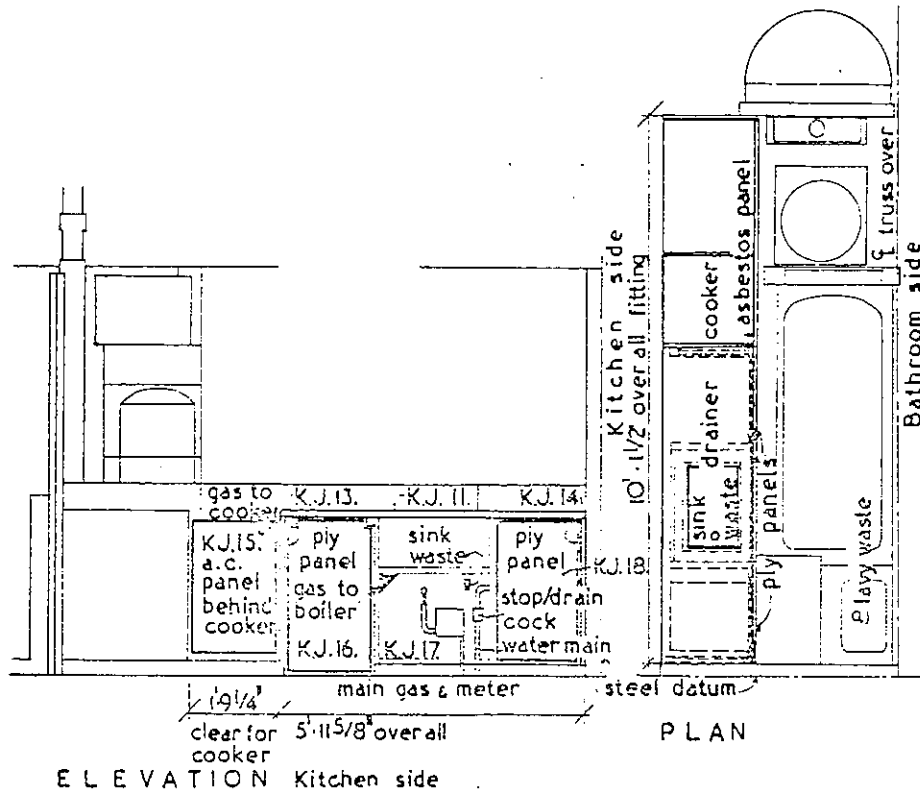 gas to
cooker
K.J.13.
K.J.11.
K.J.14.
K.J.15.
a.c.
panel
behind
cooker
ply
panel
gas to
boiler
K.J.16.
sink
waste
K.J.17.
ply
panel
K.J.18.
stop/drain
cock
water main
1'·9 1/4"
clear for
cooker
main gas & meter
5'·11 5/8" overall
ELEVATION Kitchen side
Kitchen side
10'·1 1/2" overall fitting
cooker
asbestos panel
drainer
sink
waste
ply panels
℄ truss over
Bathroom side
lavy waste
steel datum
PLAN